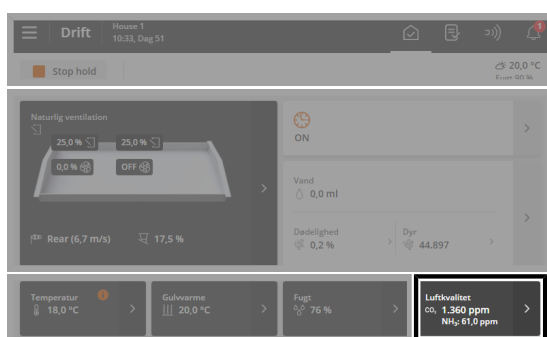 Drift
House 1
10:33, Dag 51
1
Stop hold
20,0 °C
Fugt 90 %
Naturlig ventilation
25,0 % 25,0 %
0,0 % OFF
Rear (6,7 m/s) 17,5 %
ON
Vand
0,0 ml
Dødelighed Dyr
0,2 % 44.897
Temperatur Gulvvarme Fugt Luftkvalitet
18,0 °C 20,0 °C 76 % CO₂ 1.360 ppm
NH₃: 61,0 ppm